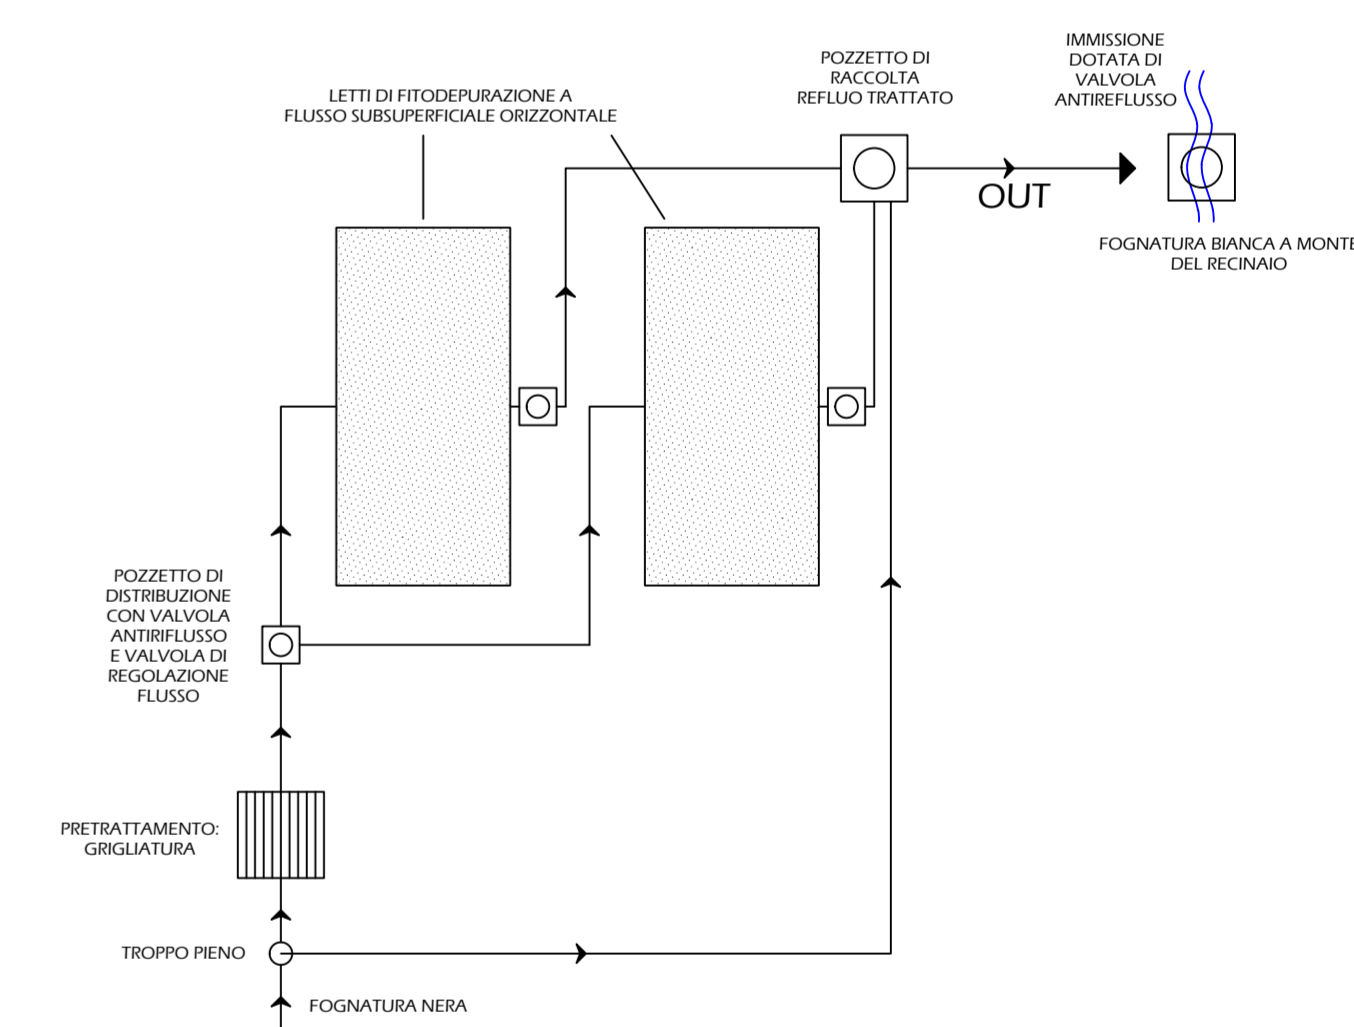 IMMISSIONE
DOTATA DI
VALVOLA
ANTIREFLUSSO
POZZETTO DI
RACCOLTA
REFLUO TRATTATO
LETTI DI FITODEPURAZIONE A
FLUSSO SUBSUPERFICIALE ORIZZONTALE
OUT
FOGNATURA BIANCA A MONTE
DEL RECINAIO
POZZETTO DI
DISTRIBUZIONE
CON VALVOLA
ANTIRIFLUSSO
E VALVOLA DI
REGOLAZIONE
FLUSSO
PRETRATTAMENTO:
GRIGLIATURA
TROPPO PIENO
FOGNATURA NERA